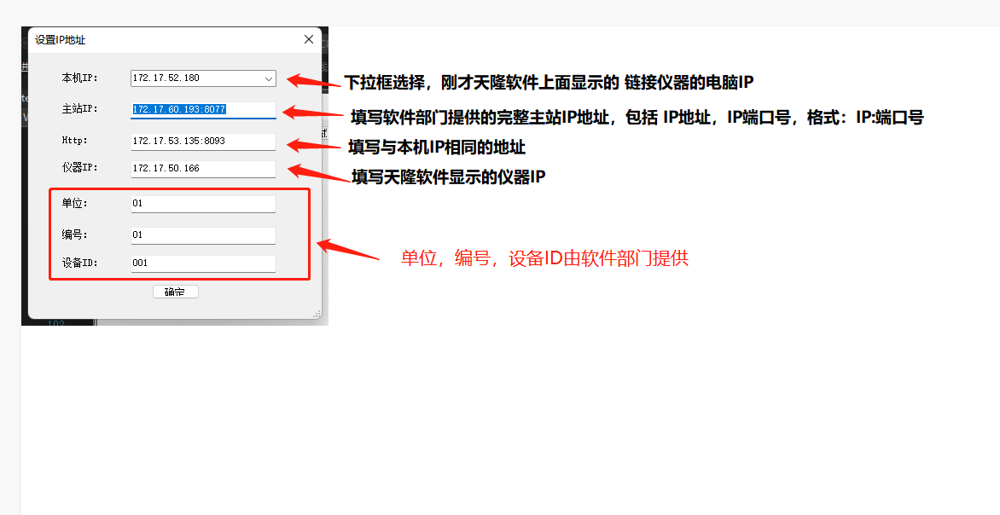 设置IP地址
本机IP: 172.17.52.180
下拉框选择，刚才天隆软件上面显示的 链接仪器的电脑IP
主站IP: 172.17.60.193:8077
填写软件部门提供的完整主站IP地址，包括 IP地址，IP端口号，格式：IP:端口号
Http: 172.17.53.135:8093
填写与本机IP相同的地址
仪器IP: 172.17.50.166
填写天隆软件显示的仪器IP
单位: 01
编号: 01
设备ID: 001
单位，编号，设备ID由软件部门提供
确定
102